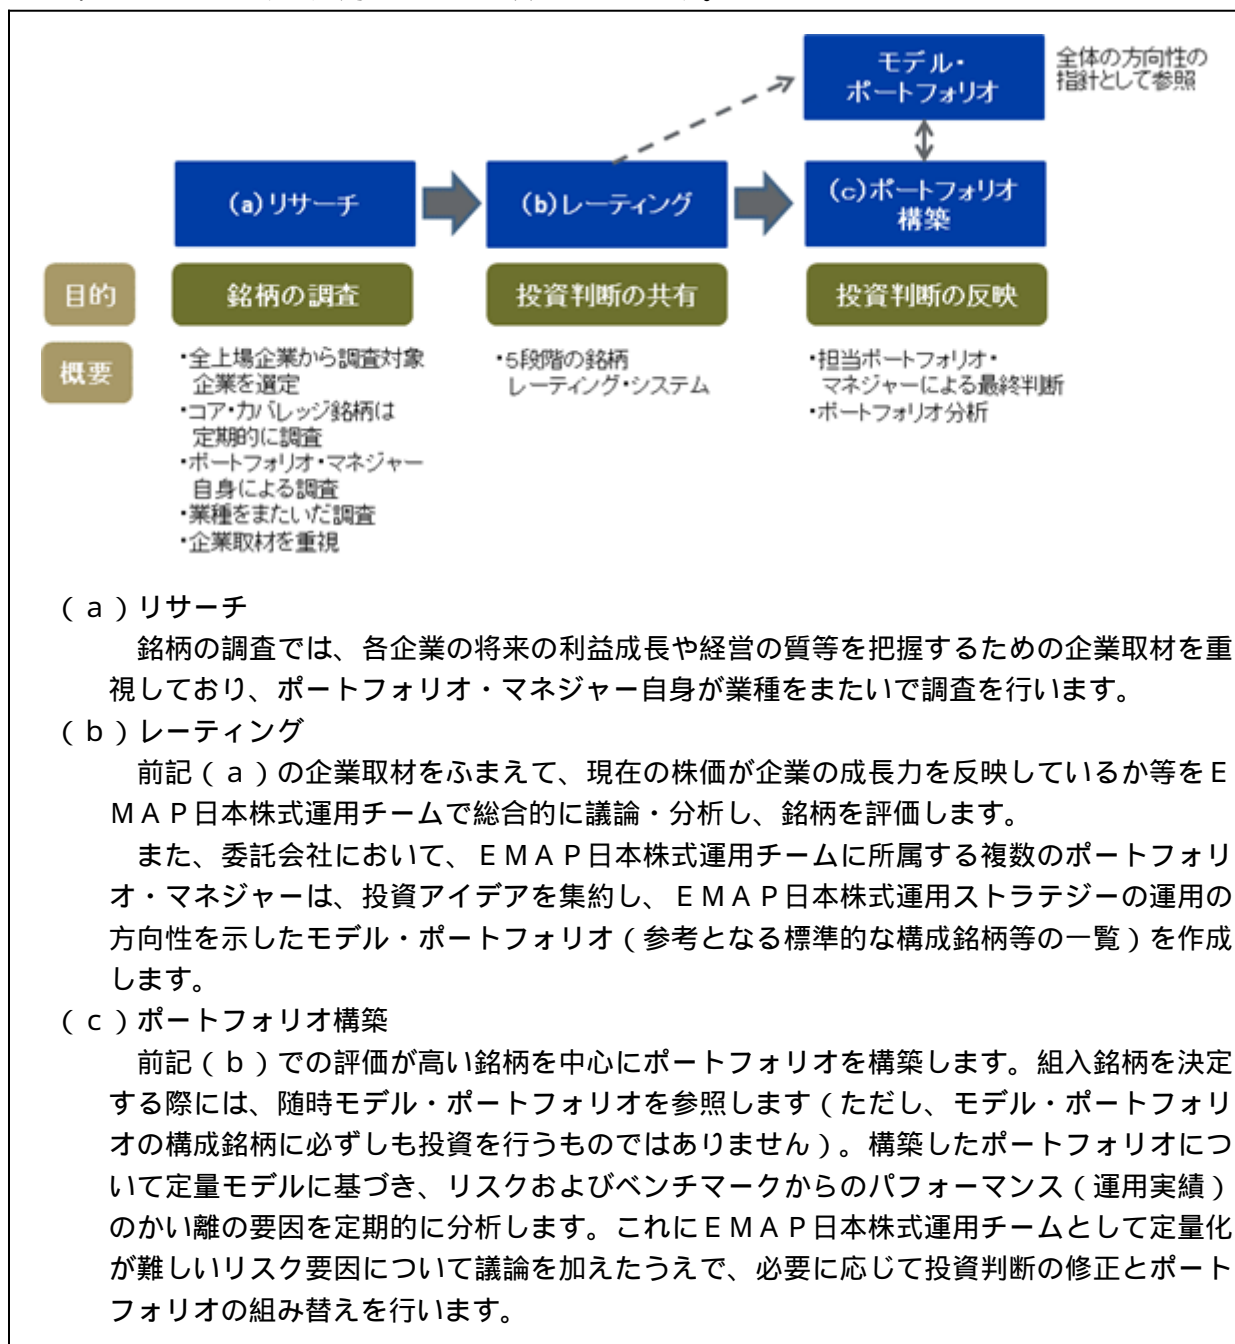 モデル・
ポートフォリオ
全体の方向性の
指針として参照
(a)リサーチ
(b)レーティング
(c)ポートフォリオ
構築
目的
銘柄の調査
投資判断の共有
投資判断の反映
概要
・全上場企業から調査対象
企業を選定
・コア・カバレッジ銘柄は
定期的に調査
・ポートフォリオ・マネジャー
自身による調査
・業種をまたいだ調査
・企業取材を重視
・5段階の銘柄
レーティング・システム
・担当ポートフォリオ・
マネジャーによる最終判断
・ポートフォリオ分析
(a)リサーチ
銘柄の調査では、各企業の将来の利益成長や経営の質等を把握するための企業取材を重
視しており、ポートフォリオ・マネジャー自身が業種をまたいで調査を行います。
(b)レーティング
前記(a)の企業取材をふまえて、現在の株価が企業の成長力を反映しているか等をE
MAP日本株式運用チームで総合的に議論・分析し、銘柄を評価します。
また、委託会社において、EMAP日本株式運用チームに所属する複数のポートフォリ
オ・マネジャーは、投資アイデアを集約し、EMAP日本株式運用ストラテジーの運用の
方向性を示したモデル・ポートフォリオ(参考となる標準的な構成銘柄等の一覧)を作成
します。
(c)ポートフォリオ構築
前記(b)での評価が高い銘柄を中心にポートフォリオを構築します。組入銘柄を決定
する際には、随時モデル・ポートフォリオを参照します(ただし、モデル・ポートフォリ
オの構成銘柄に必ずしも投資を行うものではありません)。構築したポートフォリオにつ
いて定量モデルに基づき、リスクおよびベンチマークからのパフォーマンス(運用実績)
のかい離の要因を定期的に分析します。これにEMAP日本株式運用チームとして定量化
が難しいリスク要因について議論を加えたうえで、必要に応じて投資判断の修正とポート
フォリオの組み替えを行います。